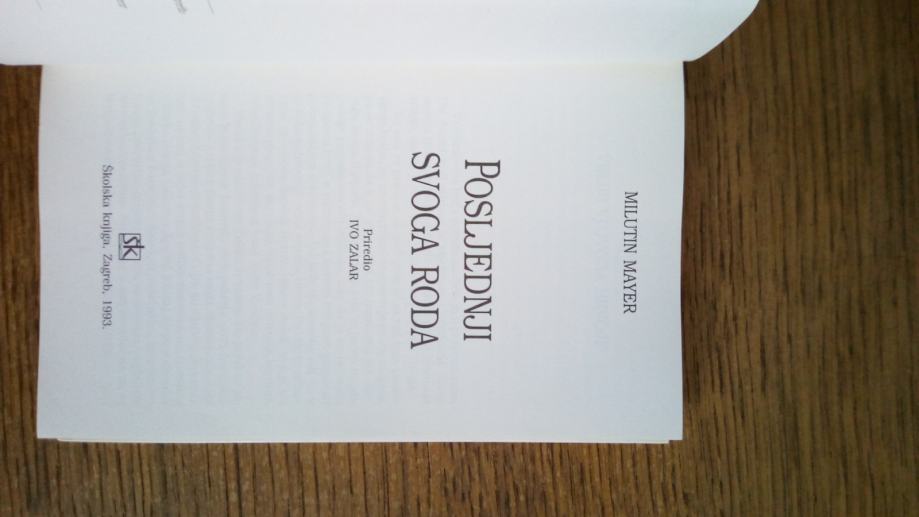 MILUTIN MAYER
POSLJEDNJI
SVOGA RODA
Priredio
IVO ZALAR
ŠK
Školska knjiga, Zagreb, 1993.